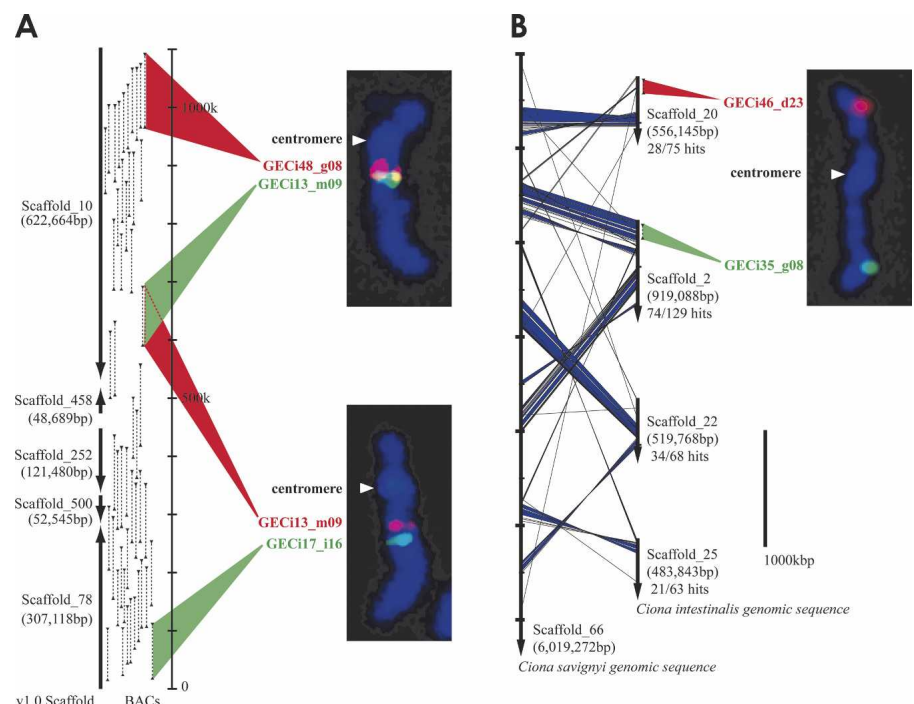 A
1000k
centromere
GECi48_g08
GECi13_m09
Scaffold_10
(622,664bp)
500k
Scaffold_458
(48,689bp)
Scaffold_252
(121,480bp)
Scaffold_500
(52,545bp)
centromere
GECi13_m09
GECi17_i16
Scaffold_78
(307,118bp)
0
v1.0 Scaffold
BACs
B
GECi46_d23
Scaffold_20
(556,145bp)
28/75 hits
centromere
GECi35_g08
Scaffold_2
(919,088bp)
74/129 hits
Scaffold_22
(519,768bp)
34/68 hits
1000kbp
Scaffold_25
(483,843bp)
21/63 hits
Ciona intestinalis genomic sequence
Scaffold_66
(6,019,272bp)
Ciona savignyi genomic sequence